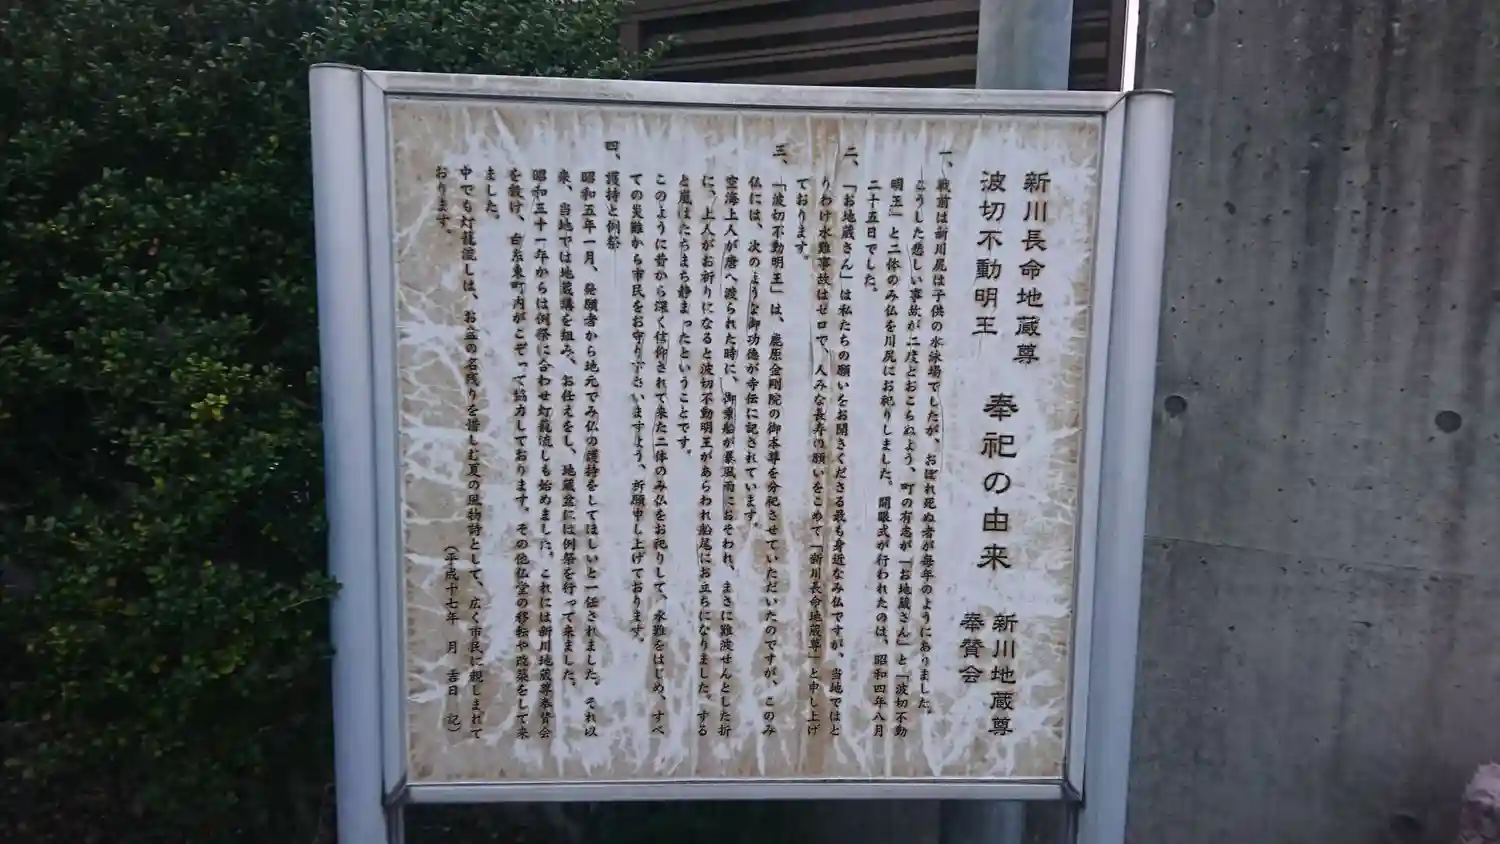 新川長命地蔵尊
波切不動明王
奉祀の由来
新川地蔵尊
奉賛会
一、
戦前は新川尻は子供の水泳場でしたが、おぼれ死ぬ者が毎年のようにありました。
こうした悲しい事故が二度とおこらぬよう、町の有志が「お地蔵さん」と「波切不動
明王」と二体のみ仏を川尻にお祀りしました。開眼式が行われたのは、昭和四年八月
二十五日でした。
二、
「お地蔵さん」は私たちの願いをお聞きくださる最も身近なみ仏ですが、当地ではと
りわけ水難事故はゼロで、人みな長寿の願いをこめて「新川長命地蔵尊」と申し上げ
ております。
三、
「波切不動明王」は、鹿原金剛院の御本尊を分祀させていただいたのですが、このみ
仏には、次のような御功徳が寺伝に記されています。
空海上人が唐へ渡られた時に、御乗船が暴風雨におそわれ、まさに難波せんとした折
に、上人がお祈りになると波切不動明王があらわれ船尾にお立ちになりました。する
と嵐はたちまち静まったということです。
このように昔から深く信仰されて来た二体のみ仏をお祀りして、水難をはじめ、すべ
ての災難から市民をお守り下さいますよう、祈願申し上げております。
四、護持と例祭
昭和五年一月、発願者から地元でみ仏の護持をしてほしいと一任されました。それ以
来、当地では地蔵講を組み、お仕えをし、地蔵盆には例祭を行って来ました。
昭和三十一年からは例祭に合わせ灯籠流しも始めました。これには新川地蔵尊奉賛会
を設け、白糸東町内がこぞって協力しております。その他仏堂の移転や改築をして来
ました。
中でも灯籠流しは、お盆の名残りを惜しむ夏の風物詩として、広く市民に親しまれて
おります。
（平成十七年 月 吉日 記）